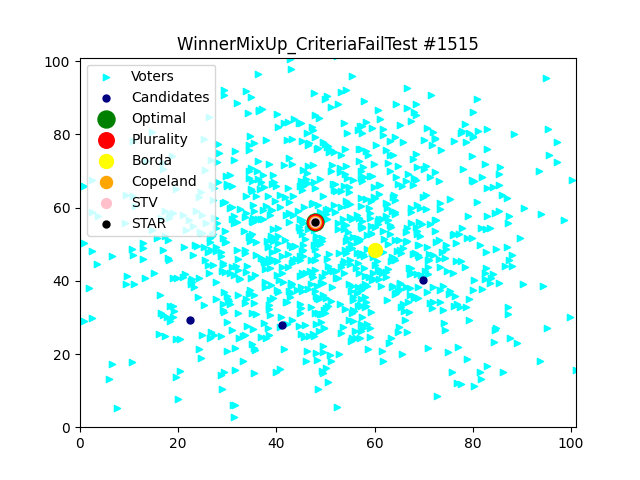 WinnerMixUp_CriteriaFailTest #1515
100
80
60
40
20
0
Voters
Candidates
Optimal
Plurality
Borda
Copeland
STV
STAR
0 20 40 60 80 100